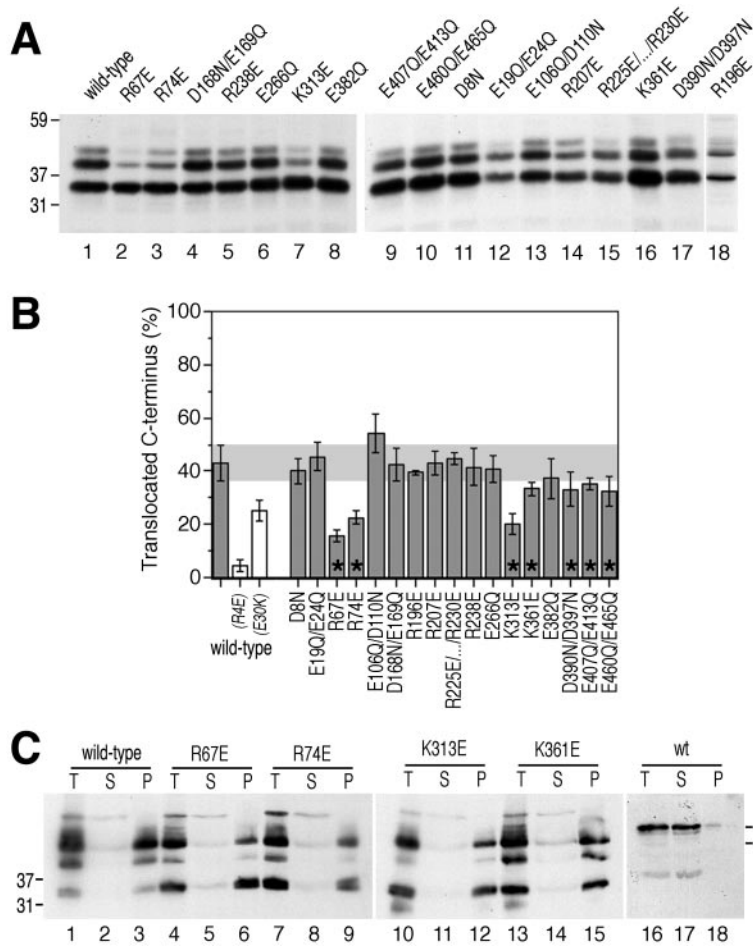 A
wild-type R67E R74E D168N/E169Q R238E E266Q K313E E382Q E407Q/E413Q E460Q/E465Q D8N E19Q/E24Q E106Q/D110N R207E R225E/.../R230E K361E D390N/D397N R196E
59
37
31
1 2 3 4 5 6 7 8 9 10 11 12 13 14 15 16 17 18
B
Translocated C-terminus (%)
100
80
60
40
20
0
* * * * * * *
(R4E) (E30K)
wild-type
D8N E19Q/E24Q R67E R74E E106Q/D110N D168N/E169Q R196E R207E R225E/.../R230E R238E E266Q K313E K361E E382Q D390N/D397N E407Q/E413Q E460Q/E465Q
C
wild-type R67E R74E K313E K361E wt
T S P T S P T S P T S P T S P T S P
37
31
1 2 3 4 5 6 7 8 9 10 11 12 13 14 15 16 17 18